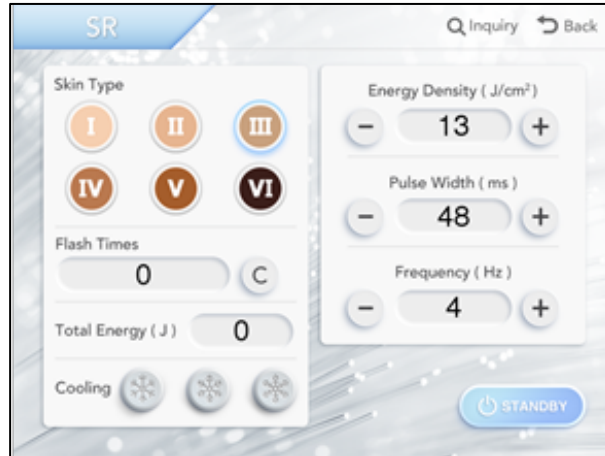 SR
Inquiry
Back
Skin Type
I II III
IV V VI
Flash Times
0 C
Total Energy ( J ) 0
Cooling
Energy Density ( J/cm² )
− 13 +
Pulse Width ( ms )
− 48 +
Frequency ( Hz )
− 4 +
STANDBY